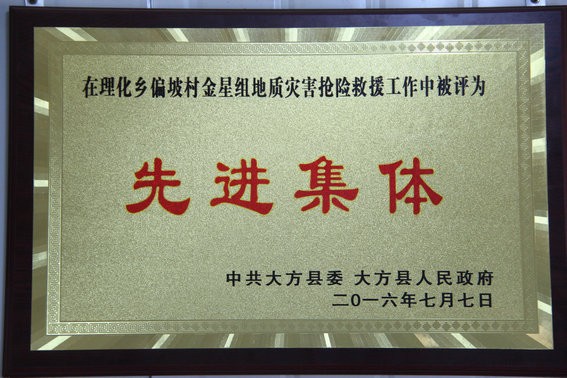 在理化乡偏坡村金星组地质灾害抢险救援工作中被评为
先进集体
中共大方县委 大方县人民政府
二〇一六年七月七日